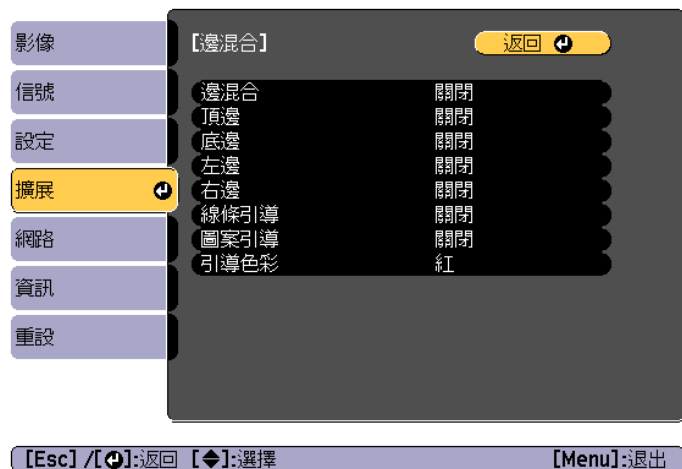 影像
信號
設定
擴展
網路
資訊
重設
[邊混合]
返回
邊混合 關閉
頂邊 關閉
底邊 關閉
左邊 關閉
右邊 關閉
線條引導 關閉
圖案引導 關閉
引導色彩 紅
[Esc] /[ ]:返回 [ ]:選擇 [Menu]:退出